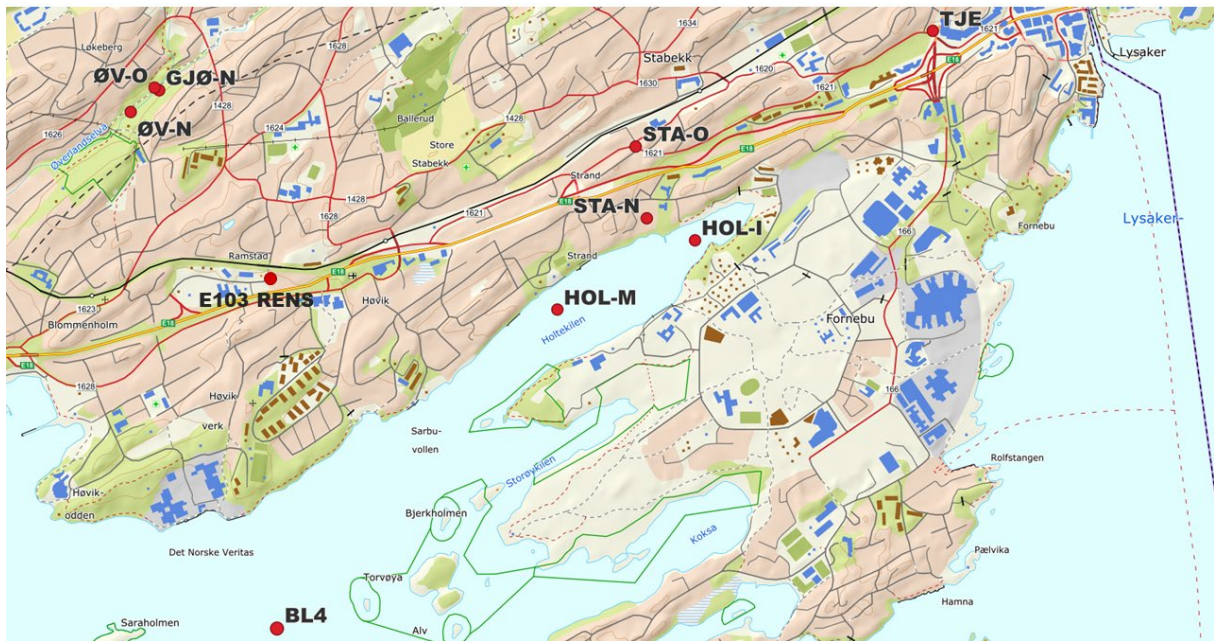 TJE
1621
Lysaker
E18
1634
Løkeberg
1628
Stabekk
1620
ØV-O
GJØ-N
1630
1621
ØV-N
1428
Ballerud
1428
1626
1624
Øverlandselva
Store
Stabekk
STA-O
1621
E18
Strand
1428
1628
1621
E18
STA-N
HOL-I
166
Fornebu
Lysaker-
Ramstad
Strand
E18
E103 RENS
Høvik
HOL-M
1623
Blommenholm
E18
Holtekilen
Fornebu
E18
1628
166
Høvik
verk
Sarbu-
vollen
Storøykilen
Rolfstangen
Høvik-
odden
Bjerkholmen
Koksa
Det Norske Veritas
Pælvika
Torvøya
Hamna
Saraholmen
BL4
Alv